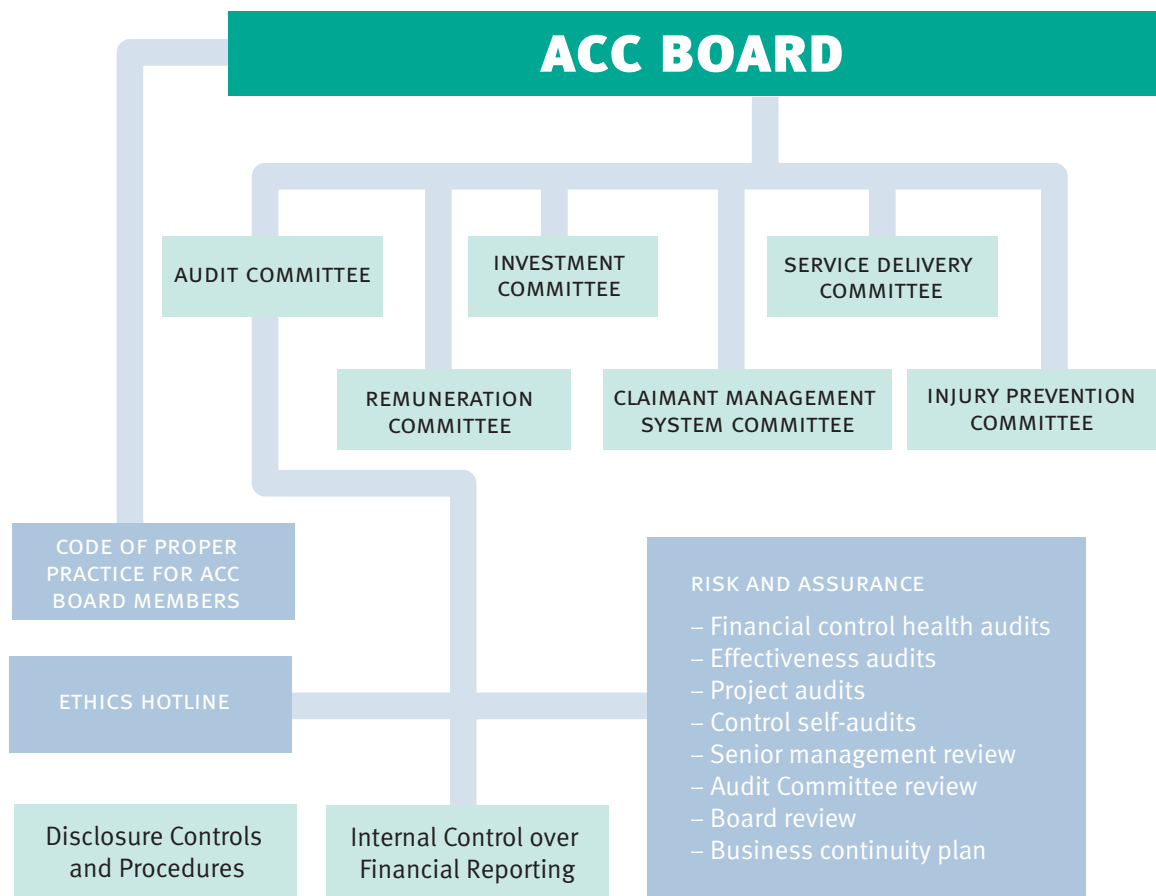 ACC BOARD
AUDIT COMMITTEE
INVESTMENT
COMMITTEE
SERVICE DELIVERY
COMMITTEE
REMUNERATION
COMMITTEE
CLAIMANT MANAGEMENT
SYSTEM COMMITTEE
INJURY PREVENTION
COMMITTEE
CODE OF PROPER
PRACTICE FOR ACC
BOARD MEMBERS
ETHICS HOTLINE
RISK AND ASSURANCE
– Financial control health audits
– Effectiveness audits
– Project audits
– Control self-audits
– Senior management review
– Audit Committee review
– Board review
– Business continuity plan
Disclosure Controls
and Procedures
Internal Control over
Financial Reporting